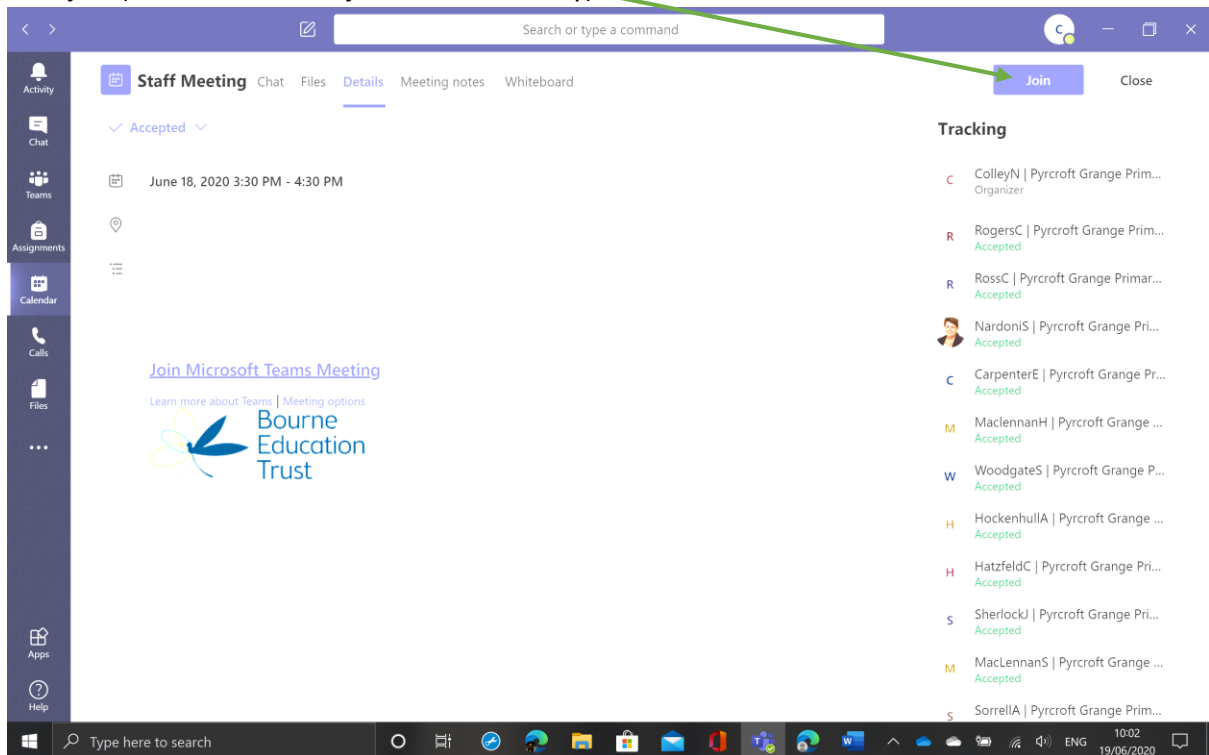 Search or type a command
C
Activity
Chat
Teams
Assignments
Calendar
Calls
Files
Apps
Help
Staff Meeting Chat Files Details Meeting notes Whiteboard
Join Close
Accepted
June 18, 2020 3:30 PM - 4:30 PM
Join Microsoft Teams Meeting
Learn more about Teams | Meeting options
Bourne
Education
Trust
Tracking
C ColleyN | Pyrcroft Grange Prim...
Organizer
R RogersC | Pyrcroft Grange Prim...
Accepted
R RossC | Pyrcroft Grange Primar...
Accepted
NardoniS | Pyrcroft Grange Pri...
Accepted
C CarpenterE | Pyrcroft Grange Pr...
Accepted
M MaclennanH | Pyrcroft Grange ...
Accepted
W WoodgateS | Pyrcroft Grange P...
Accepted
H HockenhullA | Pyrcroft Grange ...
Accepted
H HatzfeldC | Pyrcroft Grange Pri...
Accepted
S SherlockJ | Pyrcroft Grange Pri...
Accepted
M MacLennanS | Pyrcroft Grange ...
Accepted
S SorrellA | Pyrcroft Grange Prim...
Type here to search
ENG
10:02
19/06/2020